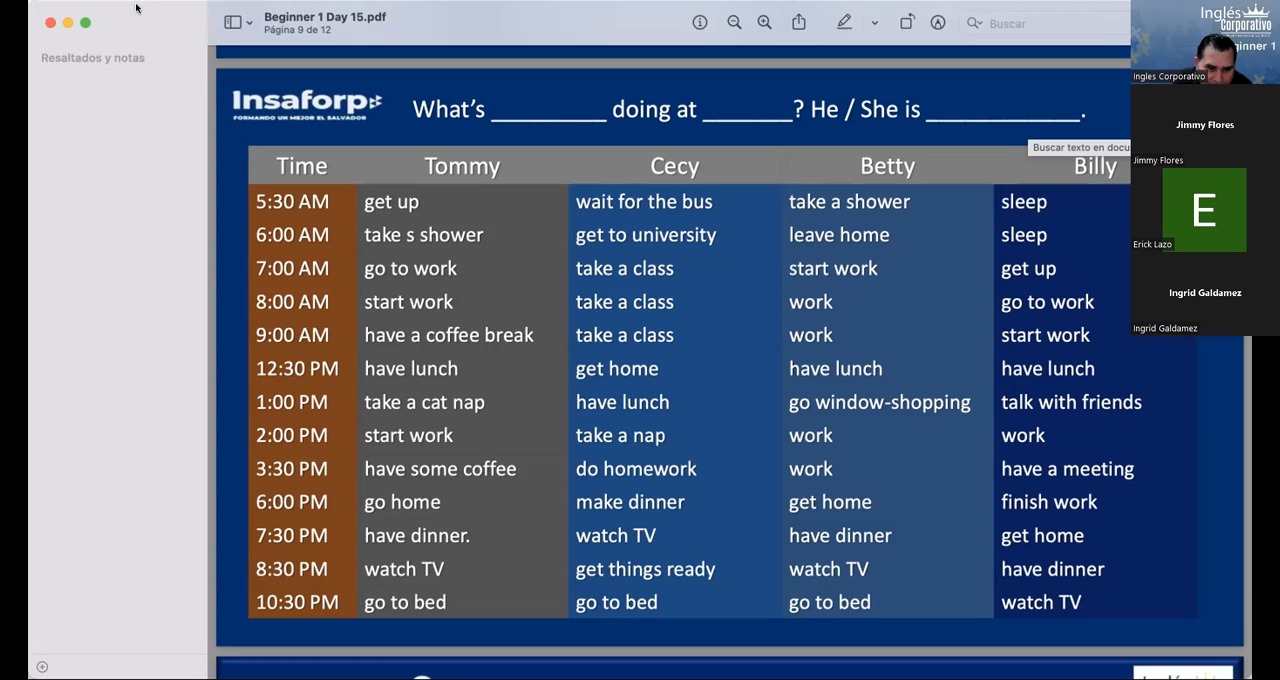 Beginner 1 Day 15.pdf
Página 9 de 12
Buscar
Resaltados y notas
Inglés
Corporativo
Ingles Corporativo
Jimmy Flores
Jimmy Flores
E
Erick Lazo
Ingrid Galdamez
Ingrid Galdamez
Insaforp
FORMANDO UN MEJOR EL SALVADOR
What's _________ doing at _______? He / She is ____________.
Buscar texto en docu
Time Tommy Cecy Betty Billy
5:30 AM get up wait for the bus take a shower sleep
6:00 AM take s shower get to university leave home sleep
7:00 AM go to work take a class start work get up
8:00 AM start work take a class work go to work
9:00 AM have a coffee break take a class work start work
12:30 PM have lunch get home have lunch have lunch
1:00 PM take a cat nap have lunch go window-shopping talk with friends
2:00 PM start work take a nap work work
3:30 PM have some coffee do homework work have a meeting
6:00 PM go home make dinner get home finish work
7:30 PM have dinner. watch TV have dinner get home
8:30 PM watch TV get things ready watch TV have dinner
10:30 PM go to bed go to bed go to bed watch TV